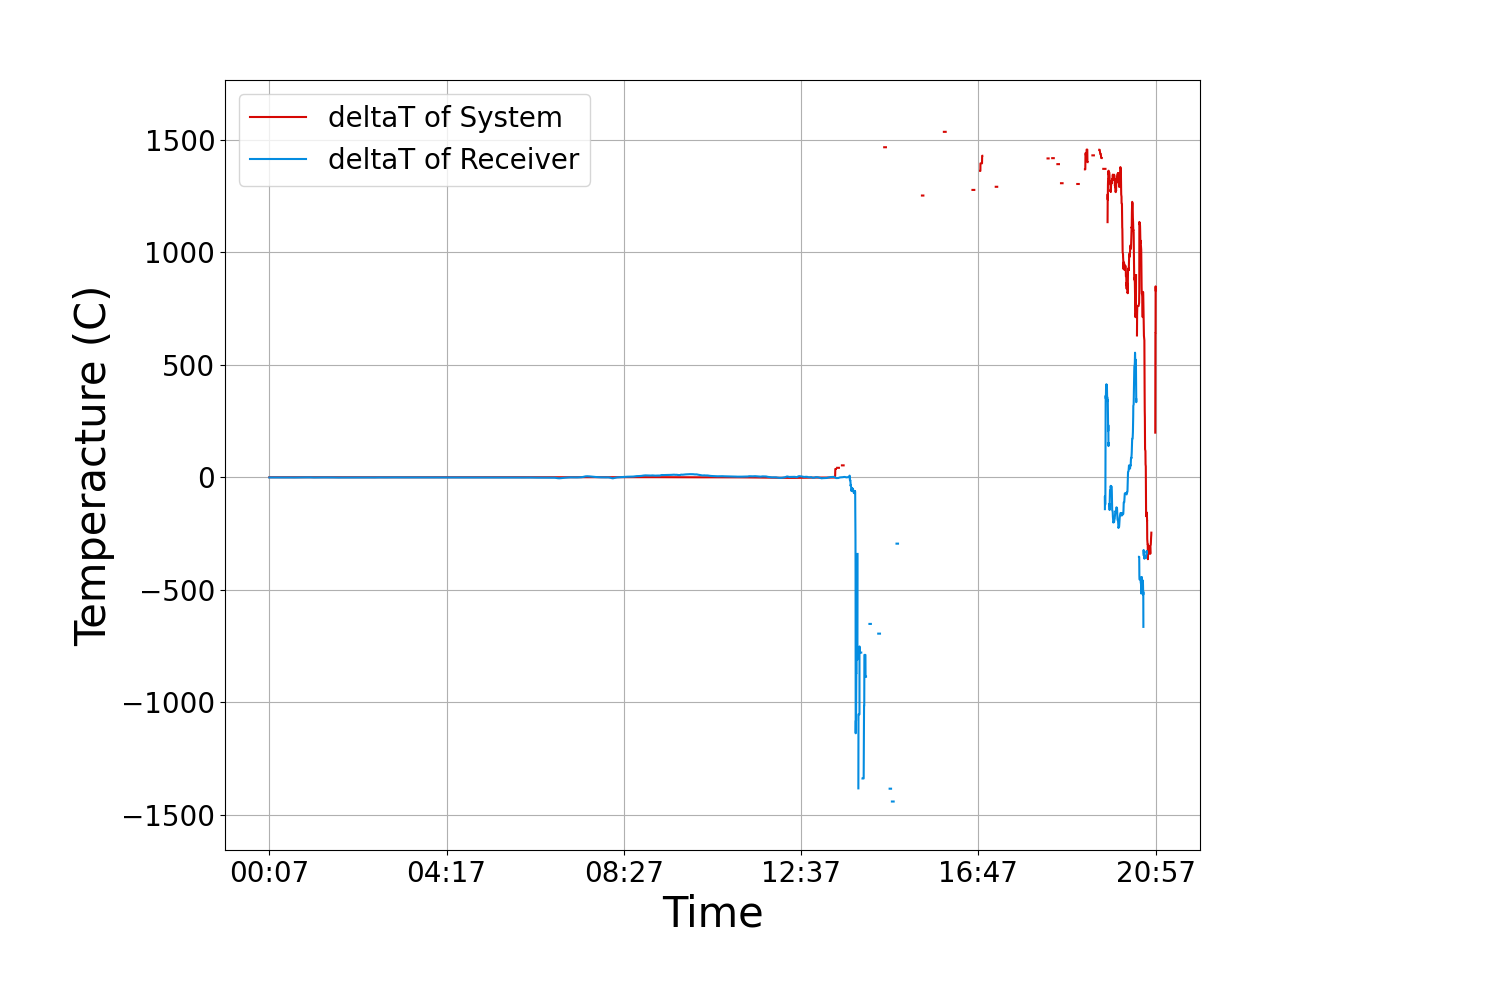 deltaT of System
deltaT of Receiver
1500
1000
500
0
−500
−1000
−1500
Temperacture (C)
00:07 04:17 08:27 12:37 16:47 20:57
Time